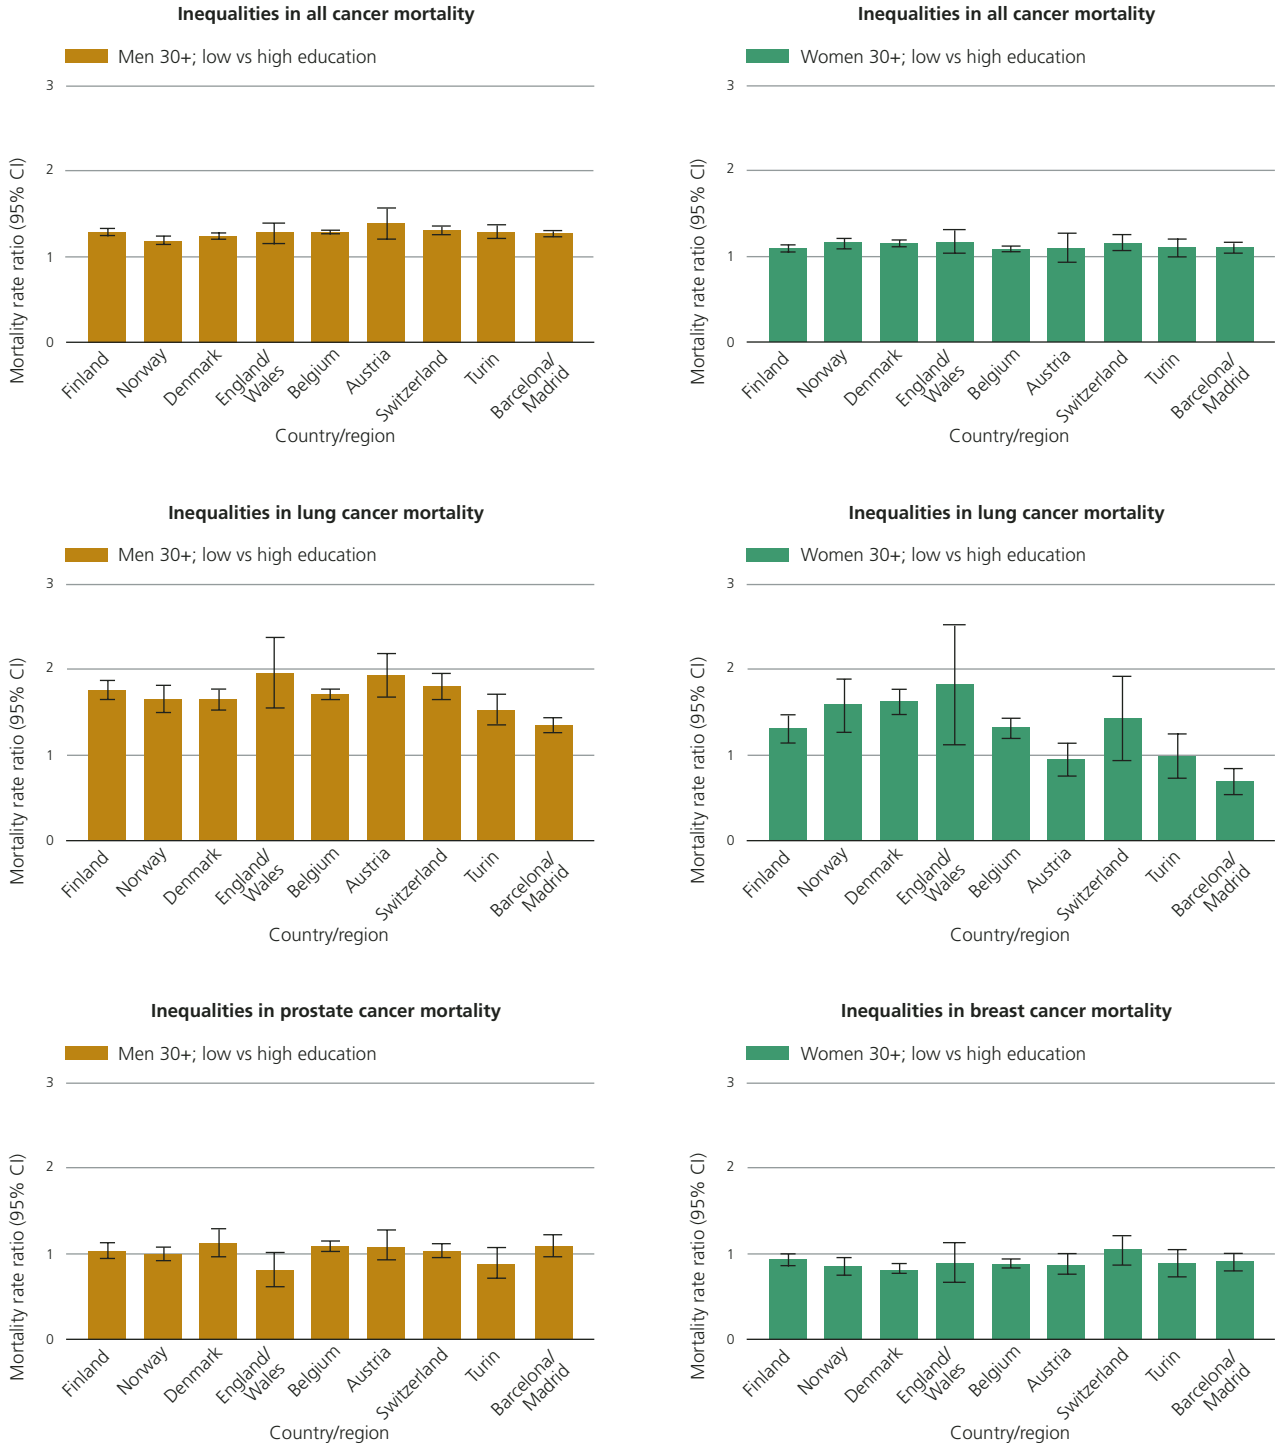 Inequalities in all cancer mortality
Men 30+; low vs high education
3
2
1
0
Mortality rate ratio (95% CI)
Finland
Norway
Denmark
England/
Wales
Belgium
Austria
Switzerland
Turin
Barcelona/
Madrid
Country/region
Inequalities in all cancer mortality
Women 30+; low vs high education
3
2
1
0
Mortality rate ratio (95% CI)
Finland
Norway
Denmark
England/
Wales
Belgium
Austria
Switzerland
Turin
Barcelona/
Madrid
Country/region
Inequalities in lung cancer mortality
Men 30+; low vs high education
3
2
1
0
Mortality rate ratio (95% CI)
Finland
Norway
Denmark
England/
Wales
Belgium
Austria
Switzerland
Turin
Barcelona/
Madrid
Country/region
Inequalities in lung cancer mortality
Women 30+; low vs high education
3
2
1
0
Mortality rate ratio (95% CI)
Finland
Norway
Denmark
England/
Wales
Belgium
Austria
Switzerland
Turin
Barcelona/
Madrid
Country/region
Inequalities in prostate cancer mortality
Men 30+; low vs high education
3
2
1
0
Mortality rate ratio (95% CI)
Finland
Norway
Denmark
England/
Wales
Belgium
Austria
Switzerland
Turin
Barcelona/
Madrid
Country/region
Inequalities in breast cancer mortality
Women 30+; low vs high education
3
2
1
0
Mortality rate ratio (95% CI)
Finland
Norway
Denmark
England/
Wales
Belgium
Austria
Switzerland
Turin
Barcelona/
Madrid
Country/region